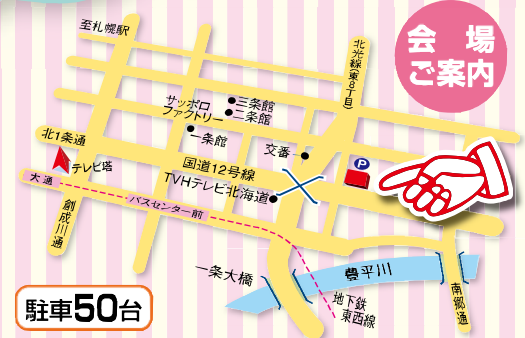 至札幌駅
北光線(東8丁目)
会場
ご案内
サッポロ
ファクトリー
三条館
二条館
一条館
北1条通
交番
P
テレビ塔
国道12号線
大通
TVHテレビ北海道
バスセンター前
創成川通
一条大橋
豊平川
地下鉄
東西線
南郷通
駐車50台